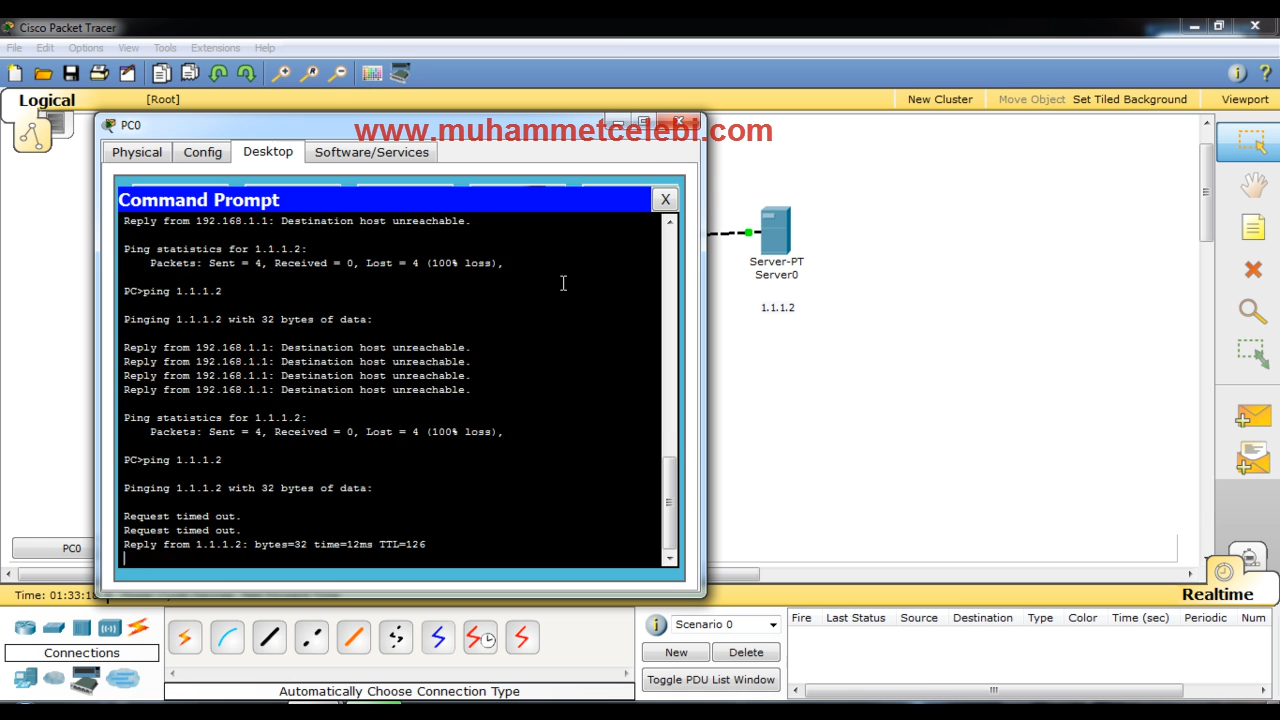 Cisco Packet Tracer
File Edit Options View Tools Extensions Help
Logical [Root] New Cluster Move Object Set Tiled Background Viewport
PC0
www.muhammetcelebi.com
Physical Config Desktop Software/Services
Command Prompt X
Reply from 192.168.1.1: Destination host unreachable.
Ping statistics for 1.1.1.2:
Packets: Sent = 4, Received = 0, Lost = 4 (100% loss),
PC>ping 1.1.1.2
Pinging 1.1.1.2 with 32 bytes of data:
Reply from 192.168.1.1: Destination host unreachable.
Reply from 192.168.1.1: Destination host unreachable.
Reply from 192.168.1.1: Destination host unreachable.
Reply from 192.168.1.1: Destination host unreachable.
Ping statistics for 1.1.1.2:
Packets: Sent = 4, Received = 0, Lost = 4 (100% loss),
PC>ping 1.1.1.2
Pinging 1.1.1.2 with 32 bytes of data:
Request timed out.
Request timed out.
Reply from 1.1.1.2: bytes=32 time=12ms TTL=126
Server-PT
Server0
1.1.1.2
PC0
Time: 01:33:18
Realtime
Connections
Automatically Choose Connection Type
Scenario 0
New Delete
Toggle PDU List Window
Fire Last Status Source Destination Type Color Time (sec) Periodic Num